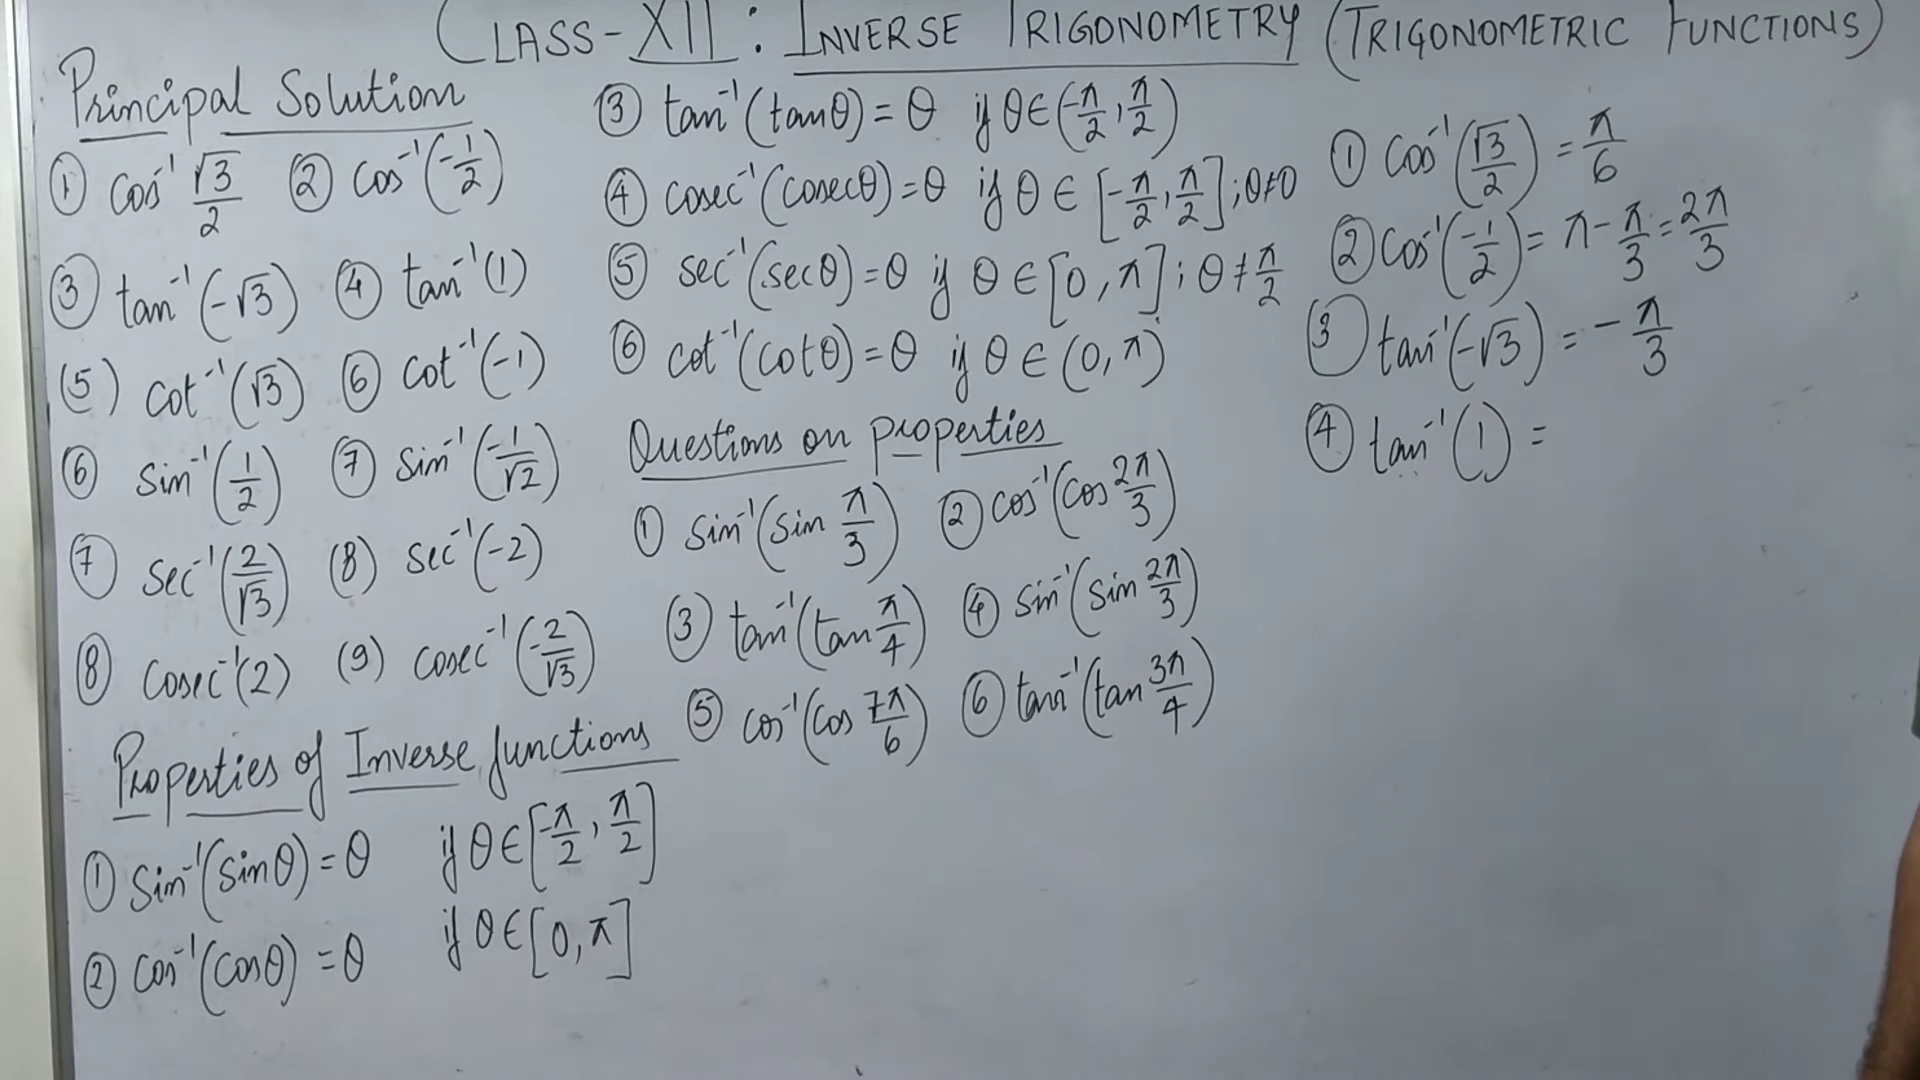 CLASS-XII : INVERSE TRIGONOMETRY (TRIGONOMETRIC FUNCTIONS)
Principal Solution
① cos⁻¹ √3/2 ② cos⁻¹(-1/2)
③ tan⁻¹(-√3) ④ tan⁻¹(1)
(5) cot⁻¹(√3) ⑥ cot⁻¹(-1)
⑥ sin⁻¹(1/2) ⑦ sin⁻¹(-1/√2)
⑦ sec⁻¹(2/√3) (8) sec⁻¹(-2)
⑧ cosec⁻¹(2) (9) cosec⁻¹(-2/√3)
Properties of Inverse functions
① sin⁻¹(sinθ) = θ if θ∈[-π/2, π/2]
② cos⁻¹(cosθ) = θ if θ∈[0, π]
③ tan⁻¹(tanθ) = θ if θ∈(-π/2, π/2)
④ cosec⁻¹(cosecθ) = θ if θ∈[-π/2, π/2] ; θ≠0
⑤ sec⁻¹(secθ) = θ if θ∈[0, π] ; θ≠π/2
⑥ cot⁻¹(cotθ) = θ if θ∈(0, π)
Questions on properties
① sin⁻¹(sin π/3) ② cos⁻¹(cos 2π/3)
③ tan⁻¹(tan π/4) ④ sin⁻¹(sin 2π/3)
⑤ cos⁻¹(cos 7π/6) ⑥ tan⁻¹(tan 3π/4)
① cos⁻¹(√3/2) = π/6
② cos⁻¹(-1/2) = π - π/3 = 2π/3
③ tan⁻¹(-√3) = -π/3
④ tan⁻¹(1) =